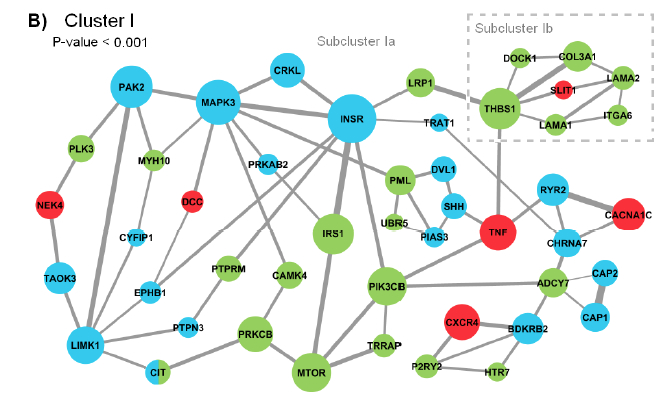 B) Cluster I
P-value < 0.001
Subcluster Ia
Subcluster Ib
DOCK1
COL3A1
CRKL
LRP1
LAMA2
PAK2
SLIT1
MAPK3
THBS1
INSR
TRAT1
ITGA6
LAMA1
PLK3
MYH10
PRKAB2
DVL1
PML
RYR2
NEK4
DCC
SHH
CACNA1C
UBR5
TNF
CYFIP1
IRS1
PIAS3
CHRNA7
PTPRM
CAMK4
TAOK3
CAP2
ADCY7
EPHB1
PIK3CB
CAP1
PTPN3
CXCR4
BDKRB2
PRKCB
LIMK1
TRRAP
P2RY2
CIT
MTOR
HTR7